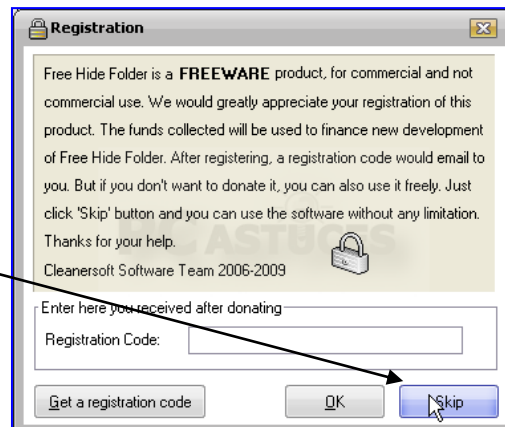 Registration
Free Hide Folder is a FREEWARE product, for commercial and not
commercial use. We would greatly appreciate your registration of this
product. The funds collected will be used to finance new development
of Free Hide Folder. After registering, a registration code would email to
you. But if you don't want to donate it, you can also use it freely. Just
click 'Skip' button and you can use the software without any limitation.
Thanks for your help.
PC ASTUCES
Cleanersoft Software Team 2006-2009
Enter here you received after donating
Registration Code:
Get a registration code
OK
Skip